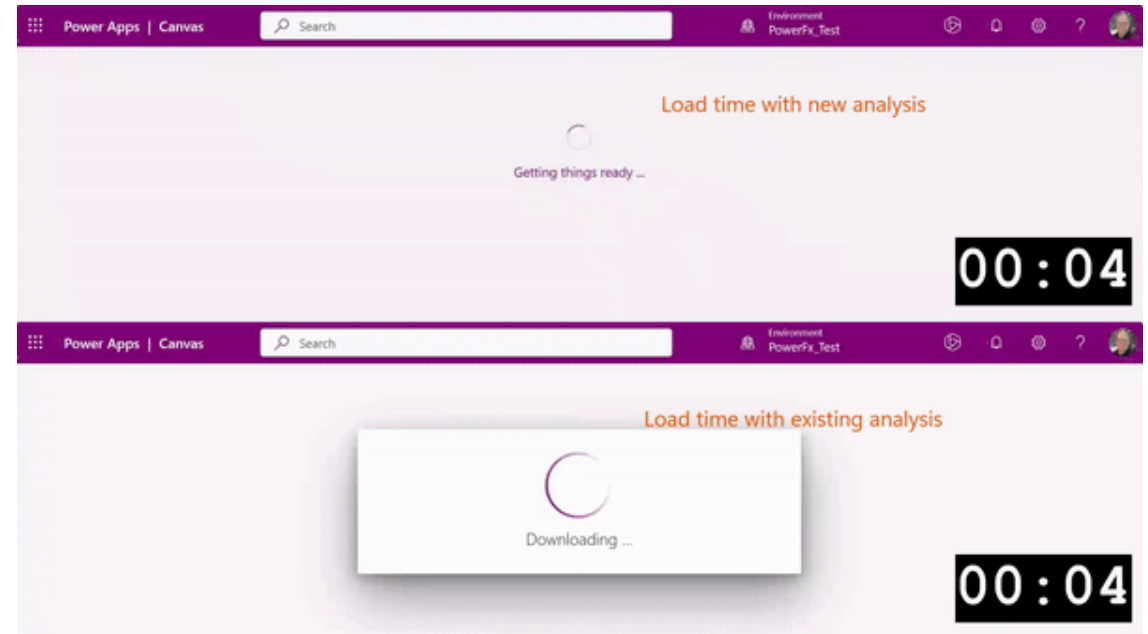 Power Apps | Canvas
Search
Environment
PowerFx_Test
?
Load time with new analysis
Getting things ready ...
00:04
Power Apps | Canvas
Search
Environment
PowerFx_Test
?
Load time with existing analysis
Downloading ...
00:04